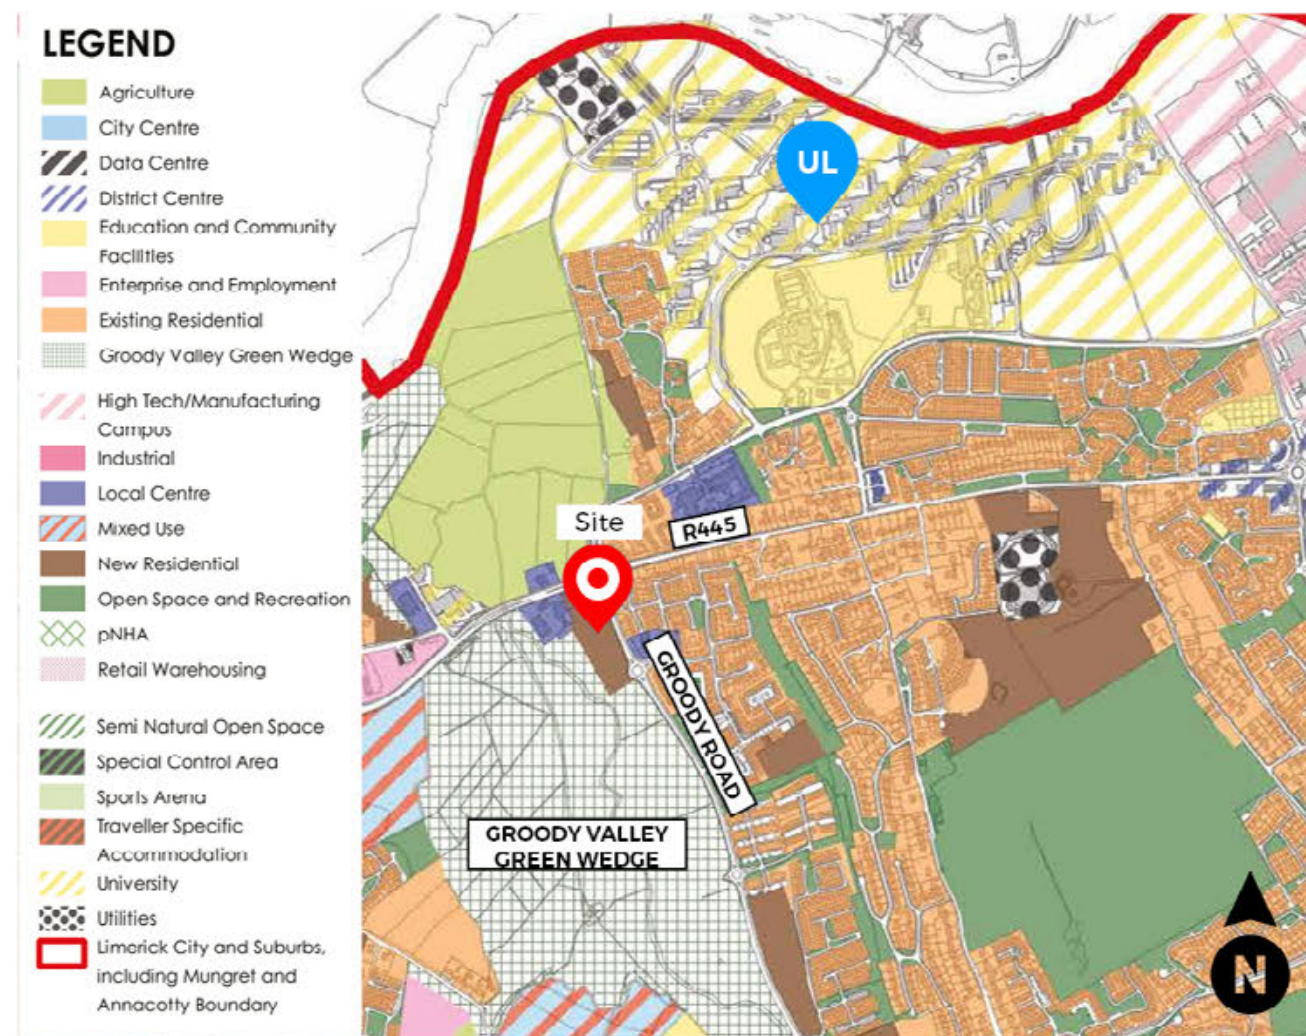 LEGEND
Agriculture
City Centre
Data Centre
District Centre
Education and Community
Facilities
Enterprise and Employment
Existing Residential
Groody Valley Green Wedge
High Tech/Manufacturing
Campus
Industrial
Local Centre
Mixed Use
New Residential
Open Space and Recreation
pNHA
Retail Warehousing
Semi Natural Open Space
Special Control Area
Sports Arena
Traveller Specific
Accommodation
University
Utilities
Limerick City and Suburbs,
including Mungret and
Annacotty Boundary
UL
Site
R445
GROODY ROAD
GROODY VALLEY
GREEN WEDGE
N